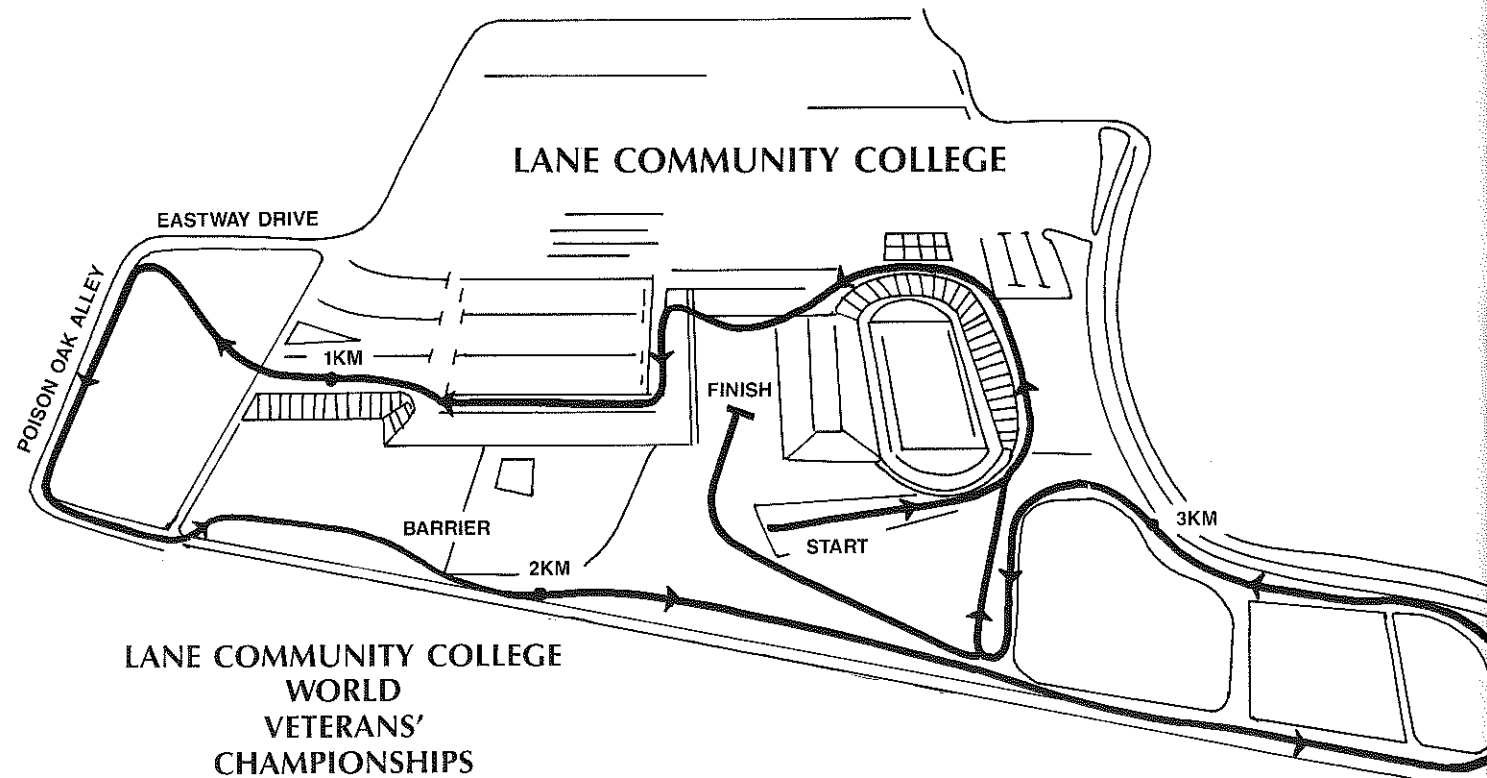 LANE COMMUNITY COLLEGE
EASTWAY DRIVE
POISON OAK ALLEY
1KM
FINISH
BARRIER
START
3KM
2KM
LANE COMMUNITY COLLEGE
WORLD
VETERANS'
CHAMPIONSHIPS